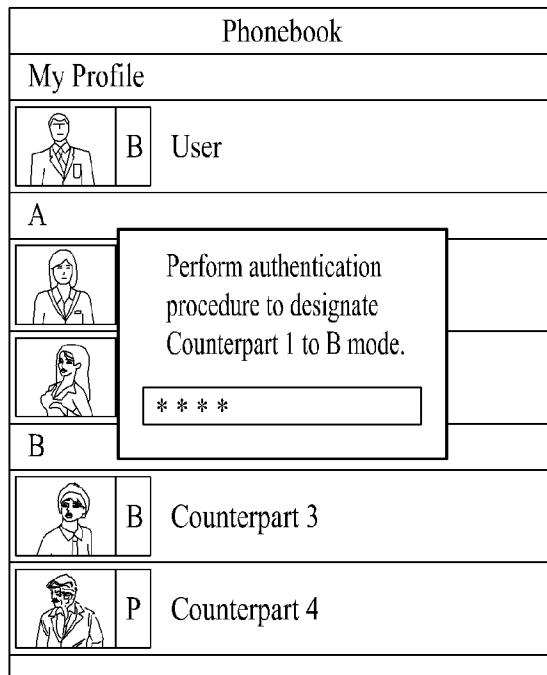 Phonebook
My Profile
B User
A
Perform authentication
procedure to designate
Counterpart 1 to B mode.
* * * *
B
B Counterpart 3
P Counterpart 4